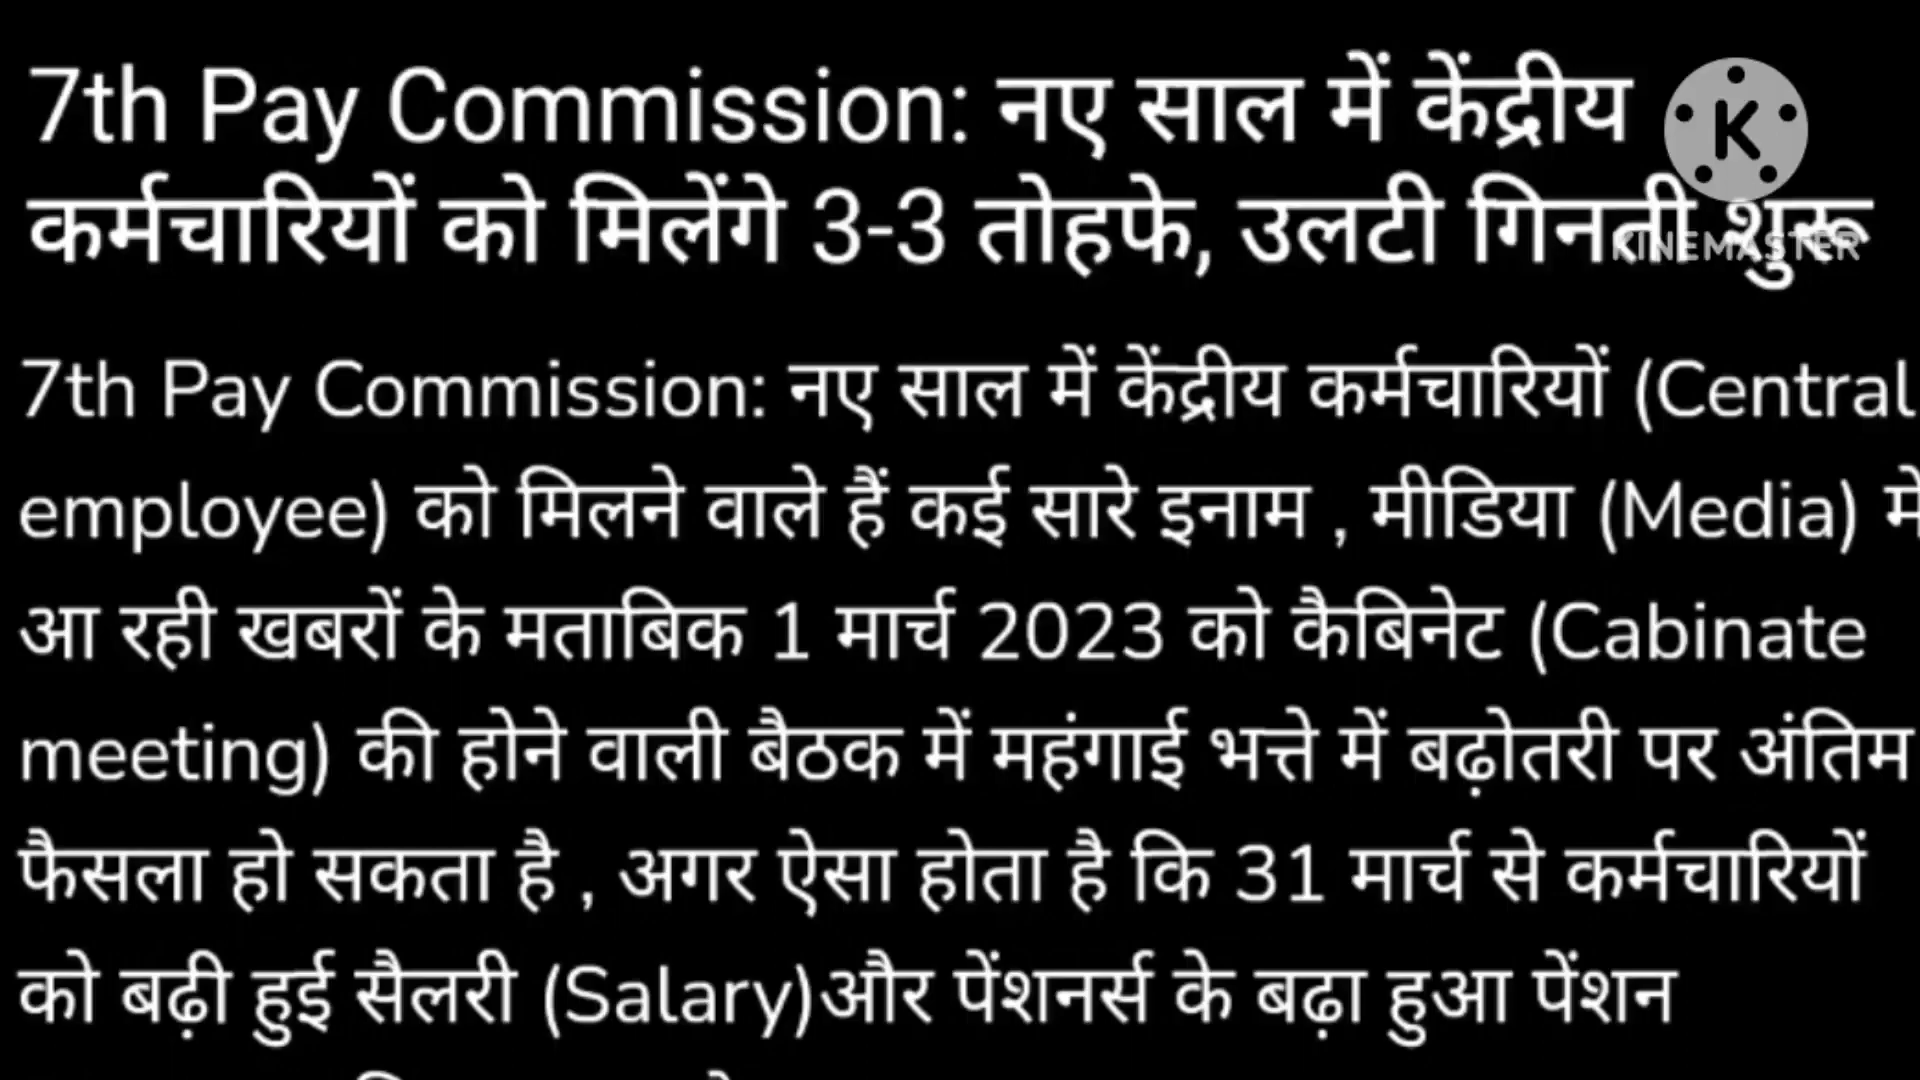 7th Pay Commission: नए साल में केंद्रीय
कर्मचारियों को मिलेंगे 3-3 तोहफे, उलटी गिनती शुरू
K
KINEMASTER
7th Pay Commission: नए साल में केंद्रीय कर्मचारियों (Central
employee) को मिलने वाले हैं कई सारे इनाम , मीडिया (Media) में
आ रही खबरों के मताबिक 1 मार्च 2023 को कैबिनेट (Cabinate
meeting) की होने वाली बैठक में महंगाई भत्ते में बढ़ोतरी पर अंतिम
फैसला हो सकता है , अगर ऐसा होता है कि 31 मार्च से कर्मचारियों
को बढ़ी हुई सैलरी (Salary)और पेंशनर्स के बढ़ा हुआ पेंशन